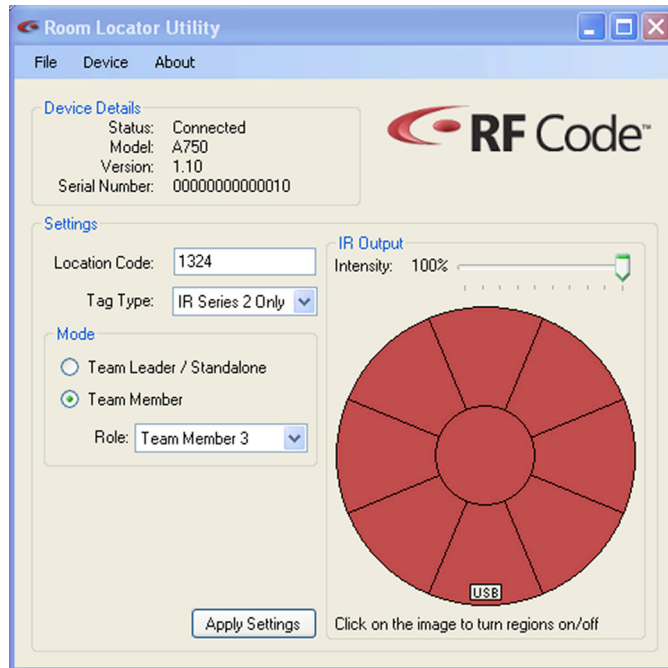 Room Locator Utility
File Device About
Device Details
Status: Connected
Model: A750
Version: 1.10
Serial Number: 00000000000010
RF Code™
Settings
Location Code: 1324
Tag Type: IR Series 2 Only
Mode
Team Leader / Standalone
Team Member
Role: Team Member 3
Apply Settings
IR Output
Intensity: 100%
USB
Click on the image to turn regions on/off